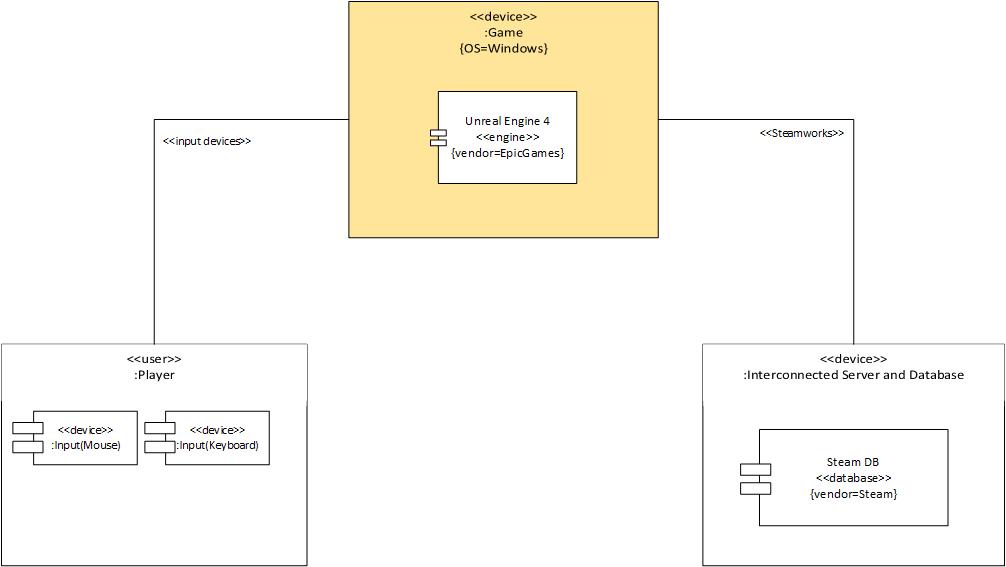 <<device>>
:Game
{OS=Windows}
Unreal Engine 4
<<engine>>
{vendor=EpicGames}
<<input devices>>
<<Steamworks>>
<<user>>
:Player
<<device>>
:Input(Mouse)
<<device>>
:Input(Keyboard)
<<device>>
:Interconnected Server and Database
Steam DB
<<database>>
{vendor=Steam}